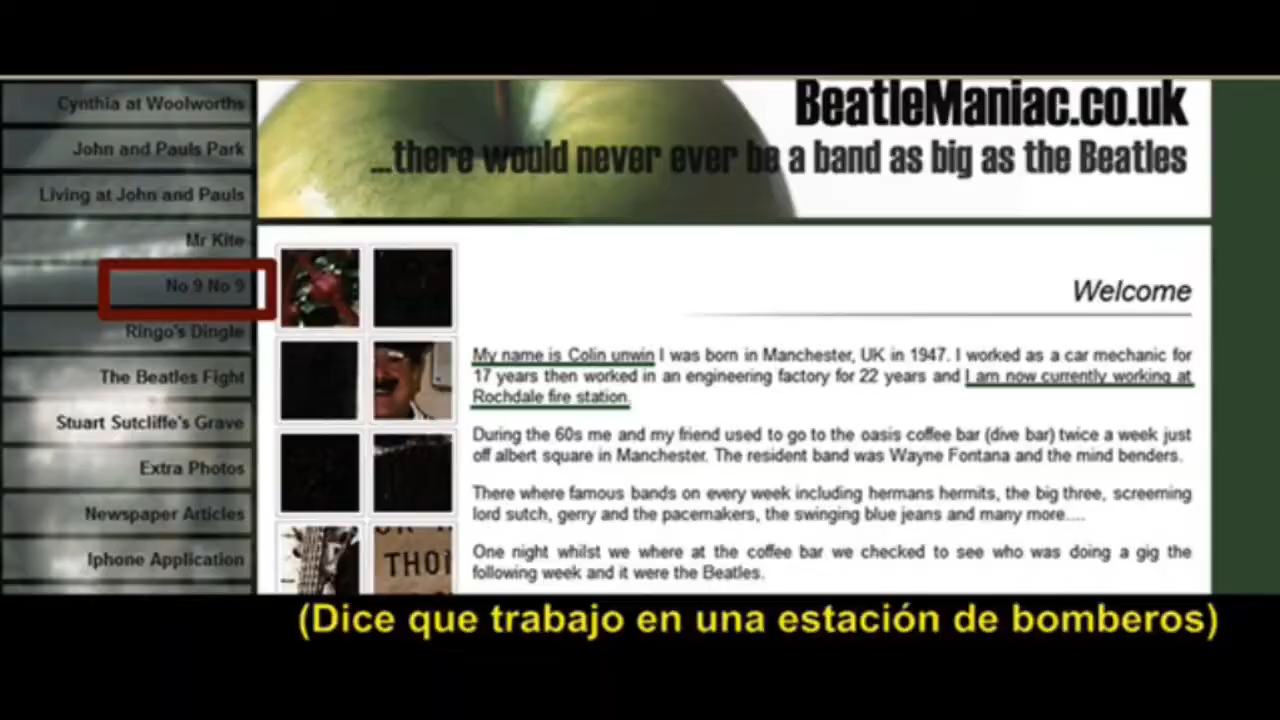 Cynthia at Woolworths
John and Pauls Park
Living at John and Pauls
Mr Kite
No 9 No 9
Ringo's Dingle
The Beatles Fight
Stuart Sutcliffe's Grave
Extra Photos
Newspaper Articles
Iphone Application
BeatleManiac.co.uk
...there would never ever be a band as big as the Beatles
Welcome
My name is Colin unwin I was born in Manchester, UK in 1947. I worked as a car mechanic for
17 years then worked in an engineering factory for 22 years and I am now currently working at
Rochdale fire station.
During the 60s me and my friend used to go to the oasis coffee bar (dive bar) twice a week just
off albert square in Manchester. The resident band was Wayne Fontana and the mind benders.
There where famous bands on every week including hermans hermits, the big three, screeming
lord sutch, gerry and the pacemakers, the swinging blue jeans and many more....
One night whilst we where at the coffee bar we checked to see who was doing a gig the
following week and it were the Beatles.
THO
(Dice que trabajo en una estación de bomberos)